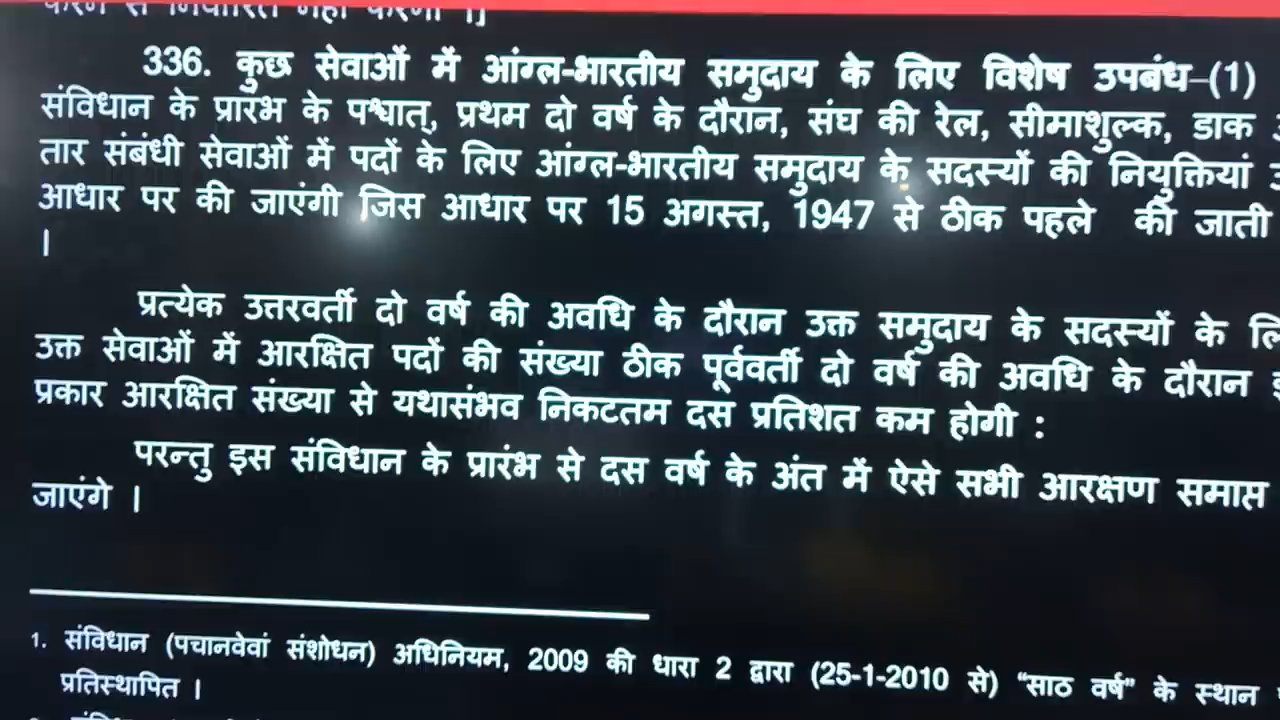 करने से निर्धारित नहीं करेगी ।]
336. कुछ सेवाओं में आंग्ल-भारतीय समुदाय के लिए विशेष उपबंध–(1)
संविधान के प्रारंभ के पश्चात्, प्रथम दो वर्ष के दौरान, संघ की रेल, सीमाशुल्क, डाक
तार संबंधी सेवाओं में पदों के लिए आंग्ल-भारतीय समुदाय के सदस्यों की नियुक्तियां
आधार पर की जाएंगी जिस आधार पर 15 अगस्त, 1947 से ठीक पहले की जाती
।
प्रत्येक उत्तरवर्ती दो वर्ष की अवधि के दौरान उक्त समुदाय के सदस्यों के
उक्त सेवाओं में आरक्षित पदों की संख्या ठीक पूर्ववर्ती दो वर्ष की अवधि के दौरान
प्रकार आरक्षित संख्या से यथासंभव निकटतम दस प्रतिशत कम होगी :
परन्तु इस संविधान के प्रारंभ से दस वर्ष के अंत में ऐसे सभी आरक्षण समाप्त
जाएंगे ।
1. संविधान (पचानवेवां संशोधन) अधिनियम, 2009 की धारा 2 द्वारा (25-1-2010 से) “साठ वर्ष” के स्थान
प्रतिस्थापित ।